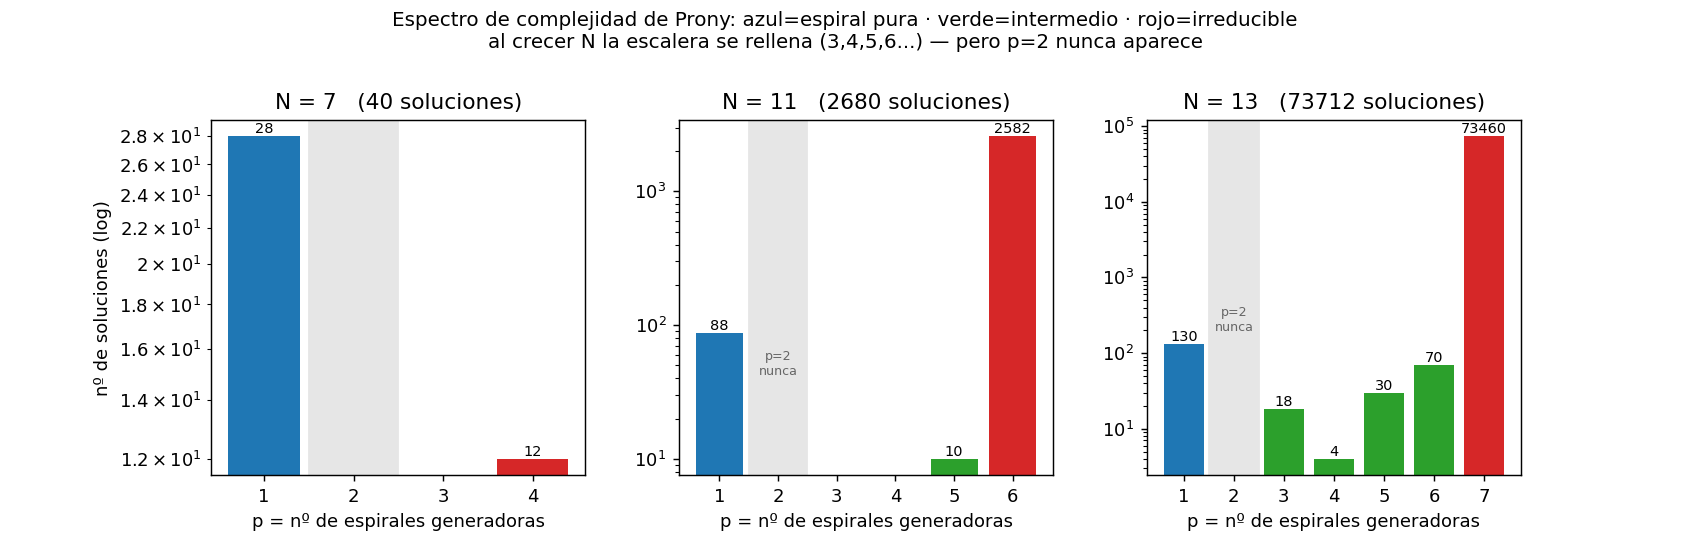 Espectro de complejidad de Prony: azul=espiral pura · verde=intermedio · rojo=irreducible
al crecer N la escalera se rellena (3,4,5,6...) — pero p=2 nunca aparece
N = 7   (40 soluciones)
nº de soluciones (log)
2.8 × 10¹
2.6 × 10¹
2.4 × 10¹
2.2 × 10¹
2 × 10¹
1.8 × 10¹
1.6 × 10¹
1.4 × 10¹
1.2 × 10¹
28
12
1 2 3 4
p = nº de espirales generadoras
N = 11   (2680 soluciones)
10³
10²
10¹
88
p=2
nunca
10
2582
1 2 3 4 5 6
p = nº de espirales generadoras
N = 13   (73712 soluciones)
10⁵
10⁴
10³
10²
10¹
130
p=2
nunca
18
4
30
70
73460
1 2 3 4 5 6 7
p = nº de espirales generadoras